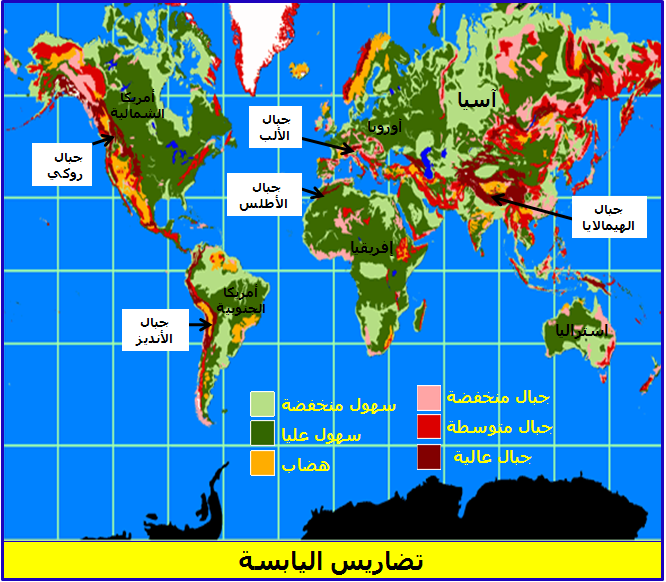 أمريكا
الشمالية
جبال
روكي
جبال
الألب
أوروبا
آسيا
جبال
الأطلس
جبال
الهيمالايا
إفريقيا
أمريكا
الجنوبية
جبال
الأنديز
استراليا
جبال منخفضة
جبال متوسطة
جبال عالية
سهول منخفضة
سهول عليا
هضاب
تضاريس اليابسة